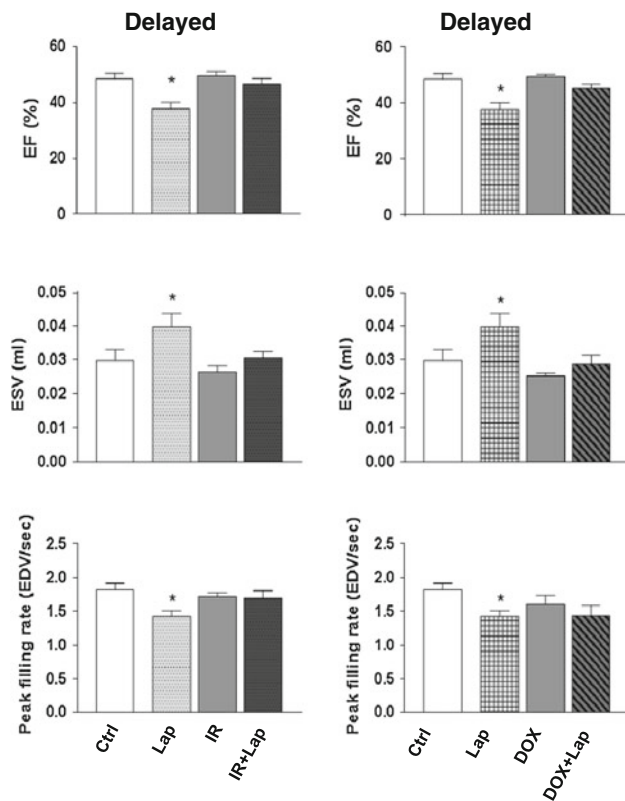 Delayed
Delayed
EF (%)
60
40
20
0
*
EF (%)
60
40
20
0
*
ESV (ml)
0.05
0.04
0.03
0.02
0.01
0.00
*
ESV (ml)
0.05
0.04
0.03
0.02
0.01
0.00
*
Peak filling rate (EDV/sec)
2.5
2.0
1.5
1.0
0.5
0.0
*
Ctrl
Lap
IR
IR+Lap
Peak filling rate (EDV/sec)
2.5
2.0
1.5
1.0
0.5
0.0
*
Ctrl
Lap
DOX
DOX+Lap